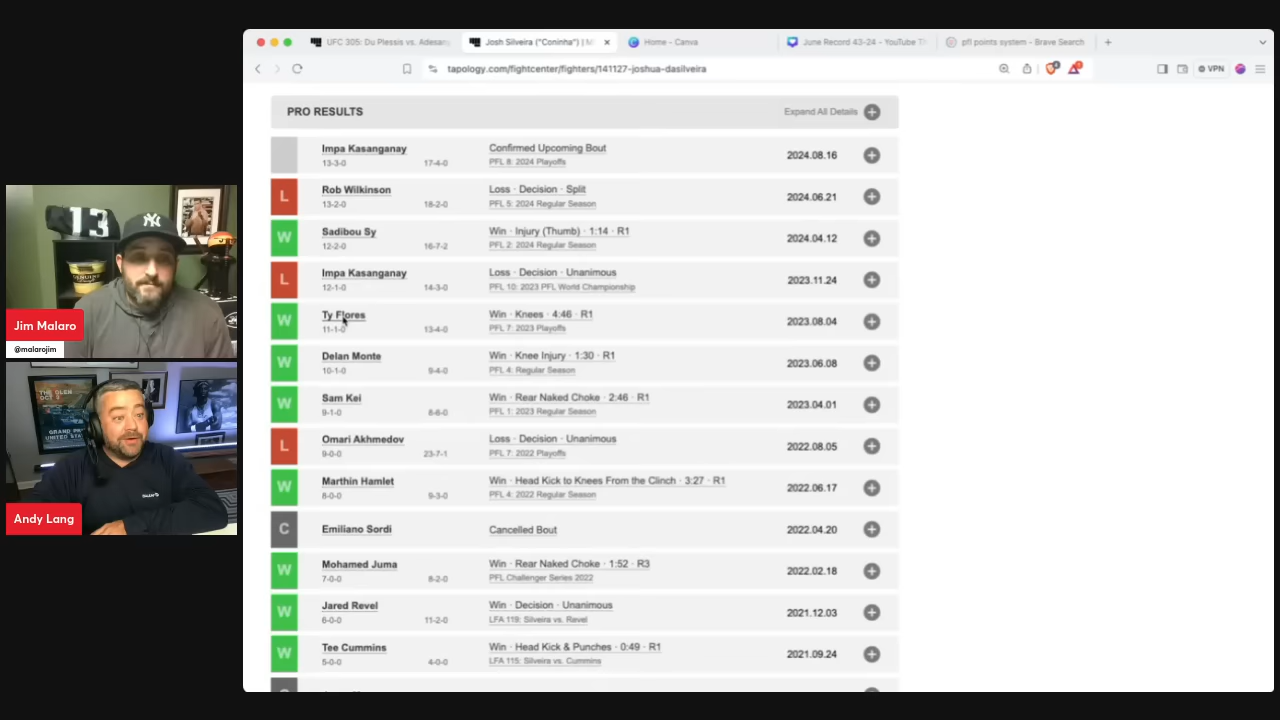 UFC 305: Du Plessis vs. Adesany
Josh Silveira ("Coninha") | M
Home - Canva
June Record 43-24 - YouTube Th
pfl points system - Brave Search
tapology.com/fightcenter/fighters/141127-joshua-dasilveira
VPN
PRO RESULTS
Expand All Details
Impa Kasanganay
Confirmed Upcoming Bout
2024.08.16
13-3-0
17-4-0
PFL 8: 2024 Playoffs
L
Rob Wilkinson
Loss · Decision · Split
2024.06.21
13-2-0
18-2-0
PFL 5: 2024 Regular Season
W
Sadibou Sy
Win · Injury (Thumb) · 1:14 · R1
2024.04.12
12-2-0
16-7-2
PFL 2: 2024 Regular Season
L
Impa Kasanganay
Loss · Decision · Unanimous
2023.11.24
12-1-0
14-3-0
PFL 10: 2023 PFL World Championship
W
Ty Flores
Win · Knees · 4:46 · R1
2023.08.04
11-1-0
13-4-0
PFL 7: 2023 Playoffs
W
Delan Monte
Win · Knee Injury · 1:30 · R1
2023.06.08
10-1-0
9-4-0
PFL 4: Regular Season
W
Sam Kei
Win · Rear Naked Choke · 2:46 · R1
2023.04.01
9-1-0
6-6-0
PFL 1: 2023 Regular Season
L
Omari Akhmedov
Loss · Decision · Unanimous
2022.08.05
9-0-0
23-7-1
PFL 7: 2022 Playoffs
W
Marthin Hamlet
Win · Head Kick to Knees From the Clinch · 3:27 · R1
2022.06.17
8-0-0
9-3-0
PFL 4: 2022 Regular Season
C
Emiliano Sordi
Cancelled Bout
2022.04.20
W
Mohamed Juma
Win · Rear Naked Choke · 1:52 · R3
2022.02.18
7-0-0
8-2-0
PFL Challenger Series 2022
W
Jared Revel
Win · Decision · Unanimous
2021.12.03
6-0-0
11-2-0
LFA 119: Silveira vs. Revel
W
Tee Cummins
Win · Head Kick & Punches · 0:49 · R1
2021.09.24
5-0-0
4-0-0
LFA 115: Silveira vs. Cummins
13
NY
GENUINE
Jim Malaro
@malarojim
THE GLEN
OCT
GRAND PR
UNITED STA
Andy Lang